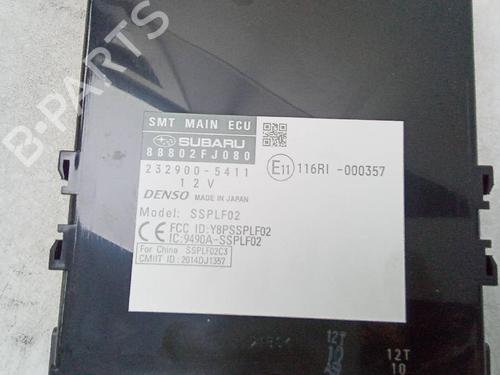 B-PARTS
SMT MAIN ECU
SUBARU
88802FJ080
232900-5411
12V
DENSO MADE IN JAPAN
Model: SSPLF02
CE FCC ID:Y8PSSPLF02
IC:9490A-SSPLF02
For China SSPLF02C3
CMIIT ID: 2014DJ1357
E11 116RI -000357
12T
12T
10